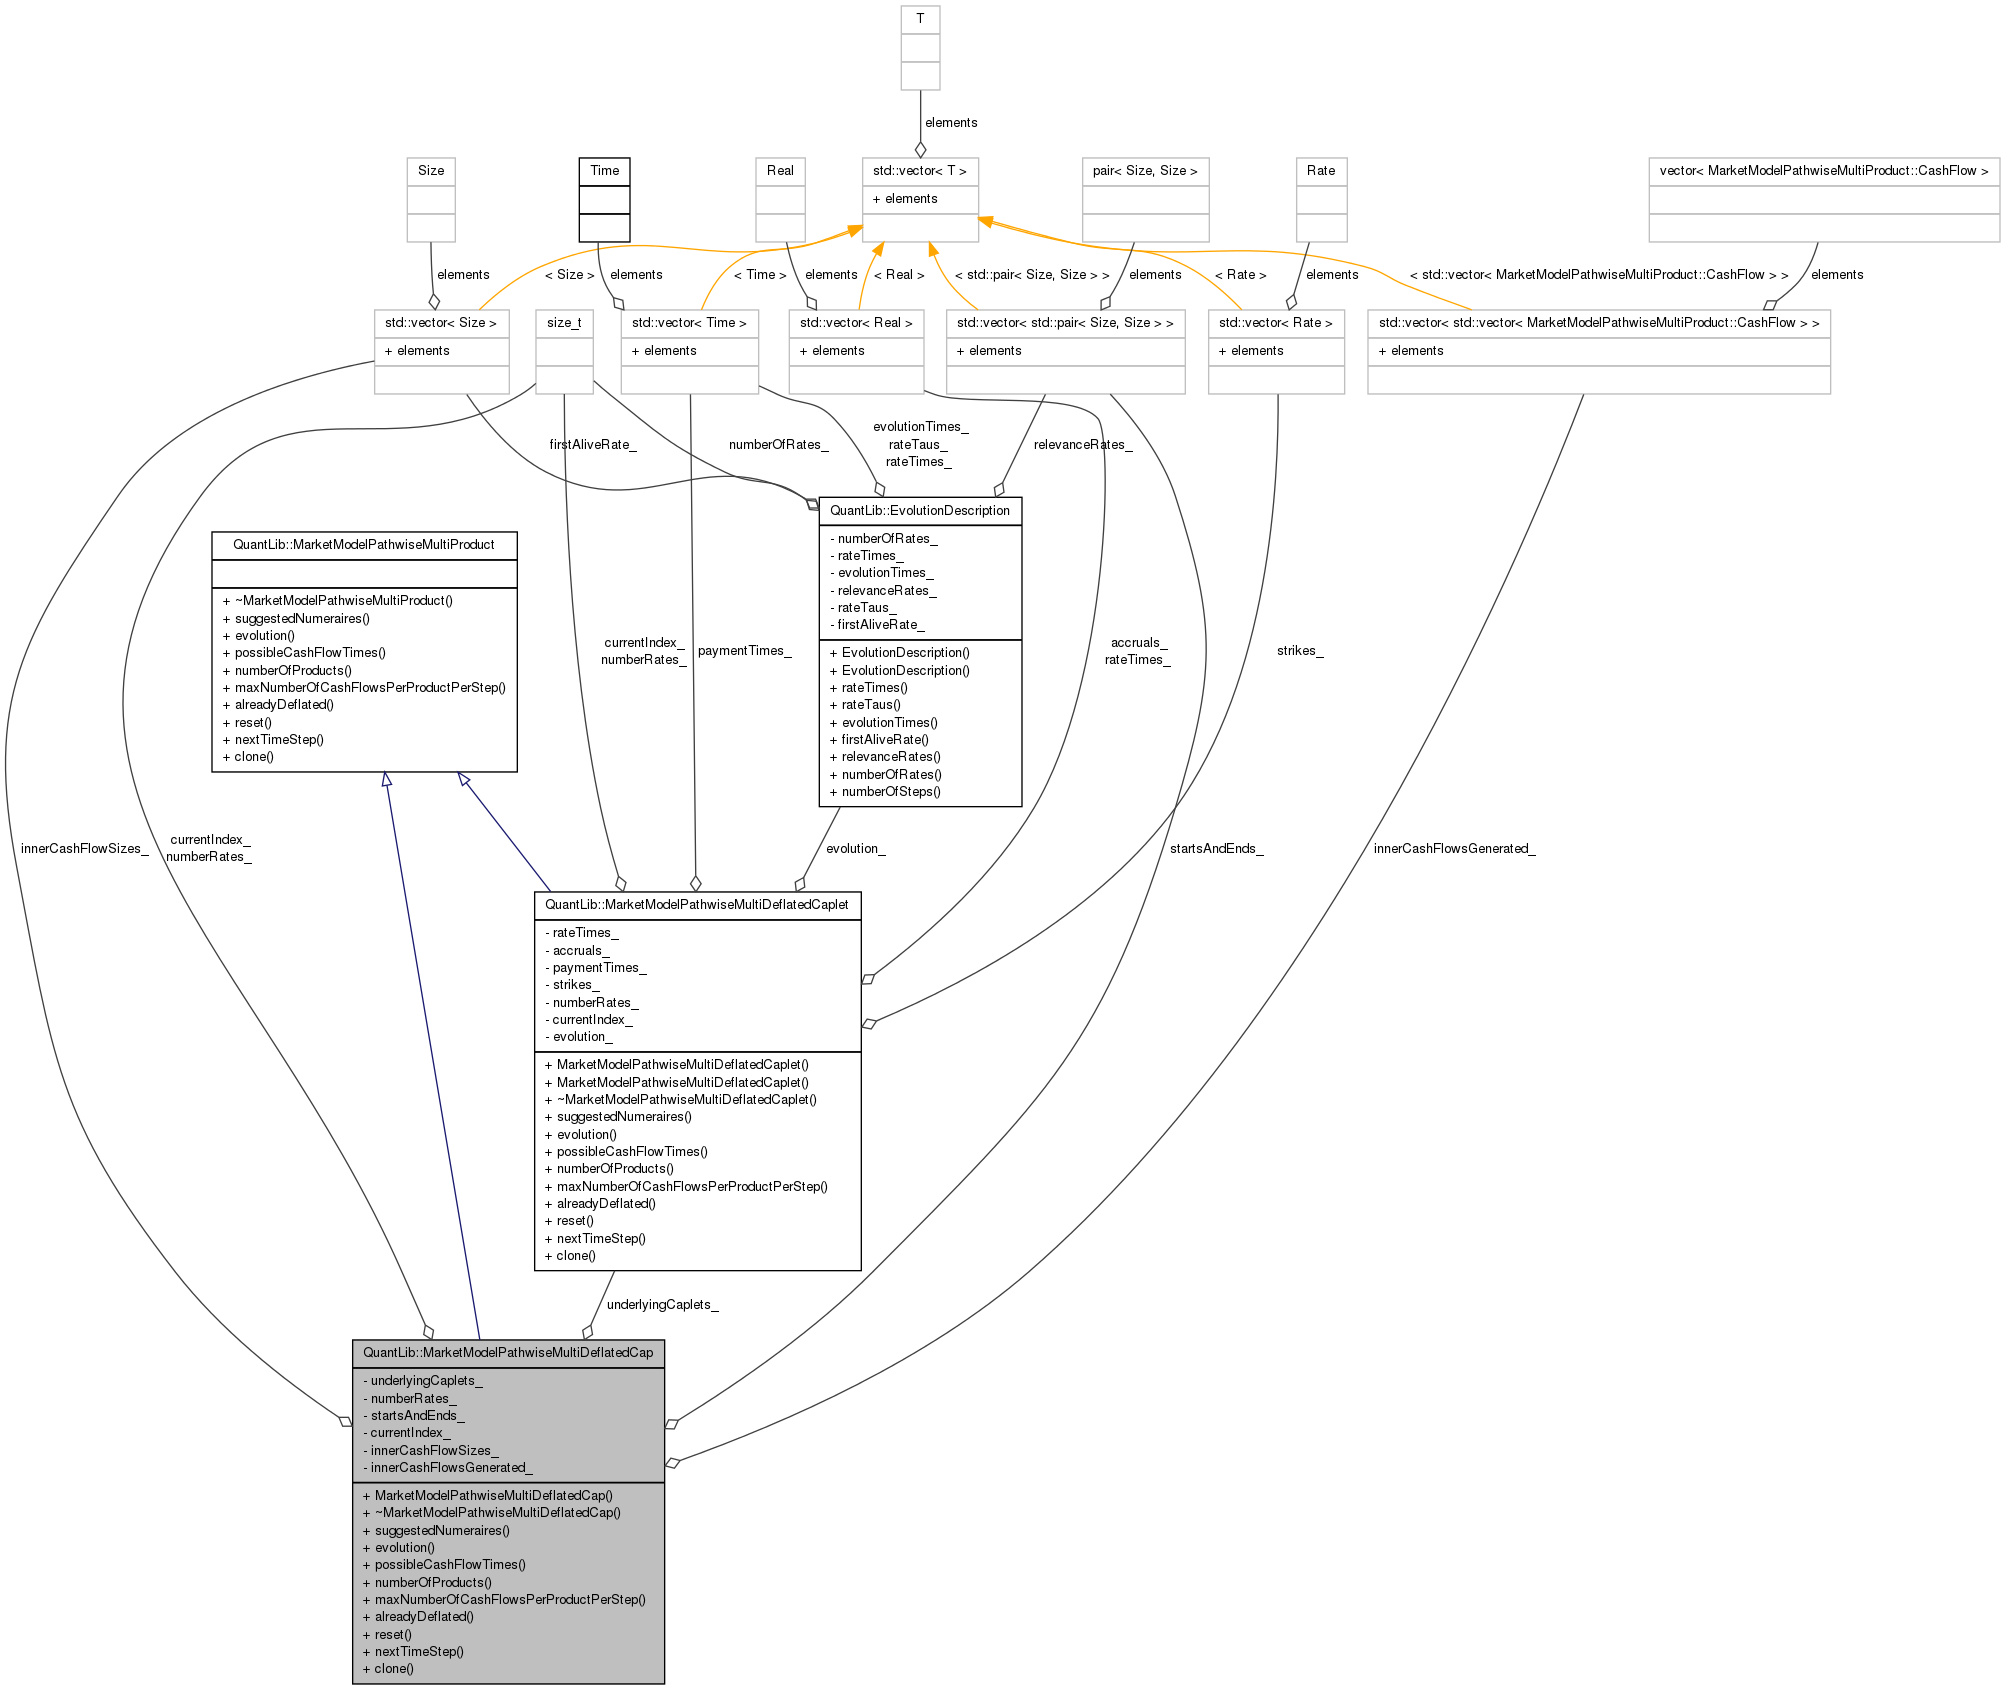 T
elements
Size
Time
Real
std::vector< T >
+ elements
pair< Size, Size >
Rate
vector< MarketModelPathwiseMultiProduct::CashFlow >
elements
< Size >
elements
< Time >
elements
< Real >
< std::pair< Size, Size > >
elements
< Rate >
elements
< std::vector< MarketModelPathwiseMultiProduct::CashFlow > >
elements
std::vector< Size >
+ elements
size_t
std::vector< Time >
+ elements
std::vector< Real >
+ elements
std::vector< std::pair< Size, Size > >
+ elements
std::vector< Rate >
+ elements
std::vector< std::vector< MarketModelPathwiseMultiProduct::CashFlow > >
+ elements
firstAliveRate_
numberOfRates_
evolutionTimes_
rateTaus_
rateTimes_
relevanceRates_
QuantLib::MarketModelPathwiseMultiProduct
+ ~MarketModelPathwiseMultiProduct()
+ suggestedNumeraires()
+ evolution()
+ possibleCashFlowTimes()
+ numberOfProducts()
+ maxNumberOfCashFlowsPerProductPerStep()
+ alreadyDeflated()
+ reset()
+ nextTimeStep()
+ clone()
QuantLib::EvolutionDescription
- numberOfRates_
- rateTimes_
- evolutionTimes_
- relevanceRates_
- rateTaus_
- firstAliveRate_
+ EvolutionDescription()
+ EvolutionDescription()
+ rateTimes()
+ rateTaus()
+ evolutionTimes()
+ firstAliveRate()
+ relevanceRates()
+ numberOfRates()
+ numberOfSteps()
currentIndex_
numberRates_
paymentTimes_
accruals_
rateTimes_
strikes_
innerCashFlowSizes_
currentIndex_
numberRates_
evolution_
startsAndEnds_
innerCashFlowsGenerated_
QuantLib::MarketModelPathwiseMultiDeflatedCaplet
- rateTimes_
- accruals_
- paymentTimes_
- strikes_
- numberRates_
- currentIndex_
- evolution_
+ MarketModelPathwiseMultiDeflatedCaplet()
+ MarketModelPathwiseMultiDeflatedCaplet()
+ ~MarketModelPathwiseMultiDeflatedCaplet()
+ suggestedNumeraires()
+ evolution()
+ possibleCashFlowTimes()
+ numberOfProducts()
+ maxNumberOfCashFlowsPerProductPerStep()
+ alreadyDeflated()
+ reset()
+ nextTimeStep()
+ clone()
underlyingCaplets_
QuantLib::MarketModelPathwiseMultiDeflatedCap
- underlyingCaplets_
- numberRates_
- startsAndEnds_
- currentIndex_
- innerCashFlowSizes_
- innerCashFlowsGenerated_
+ MarketModelPathwiseMultiDeflatedCap()
+ ~MarketModelPathwiseMultiDeflatedCap()
+ suggestedNumeraires()
+ evolution()
+ possibleCashFlowTimes()
+ numberOfProducts()
+ maxNumberOfCashFlowsPerProductPerStep()
+ alreadyDeflated()
+ reset()
+ nextTimeStep()
+ clone()